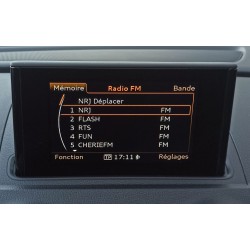 Mémoire Radio FM Bande
NRJ Déplacer
1 NRJ FM
2 FLASH FM
3 RTS FM
4 FUN FM
5 CHERIEFM FM
Fonction TP 17:11 Réglages